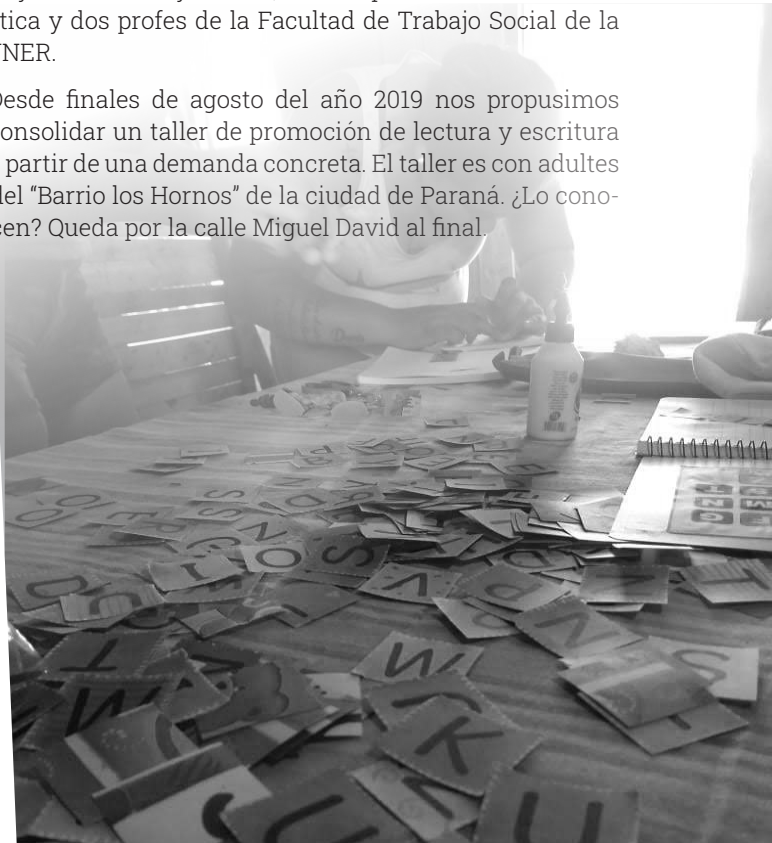 tica y dos profes de la Facultad de Trabajo Social de la
NER.
Desde finales de agosto del año 2019 nos propusimos
consolidar un taller de promoción de lectura y escritura
partir de una demanda concreta. El taller es con adultes
del “Barrio los Hornos” de la ciudad de Paraná. ¿Lo cono-
cen? Queda por la calle Miguel David al final.